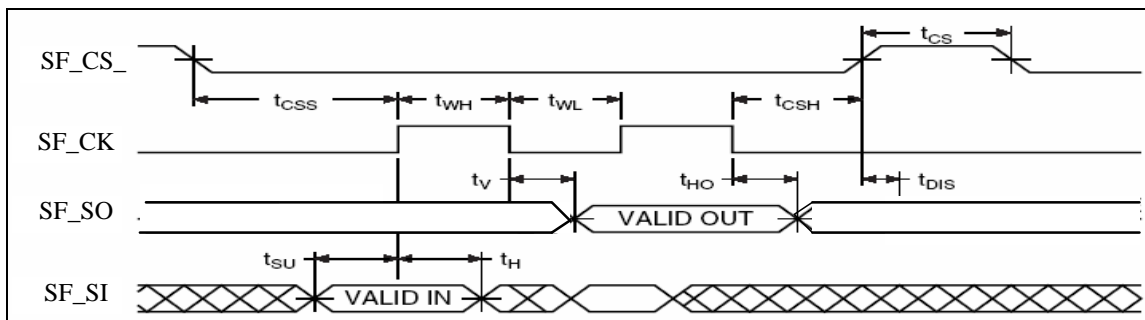 SF_CS_
tCS
tCSS
tWH
tWL
tCSH
SF_CK
tV
tHO
tDIS
SF_SO
VALID OUT
tSU
tH
SF_SI
VALID IN